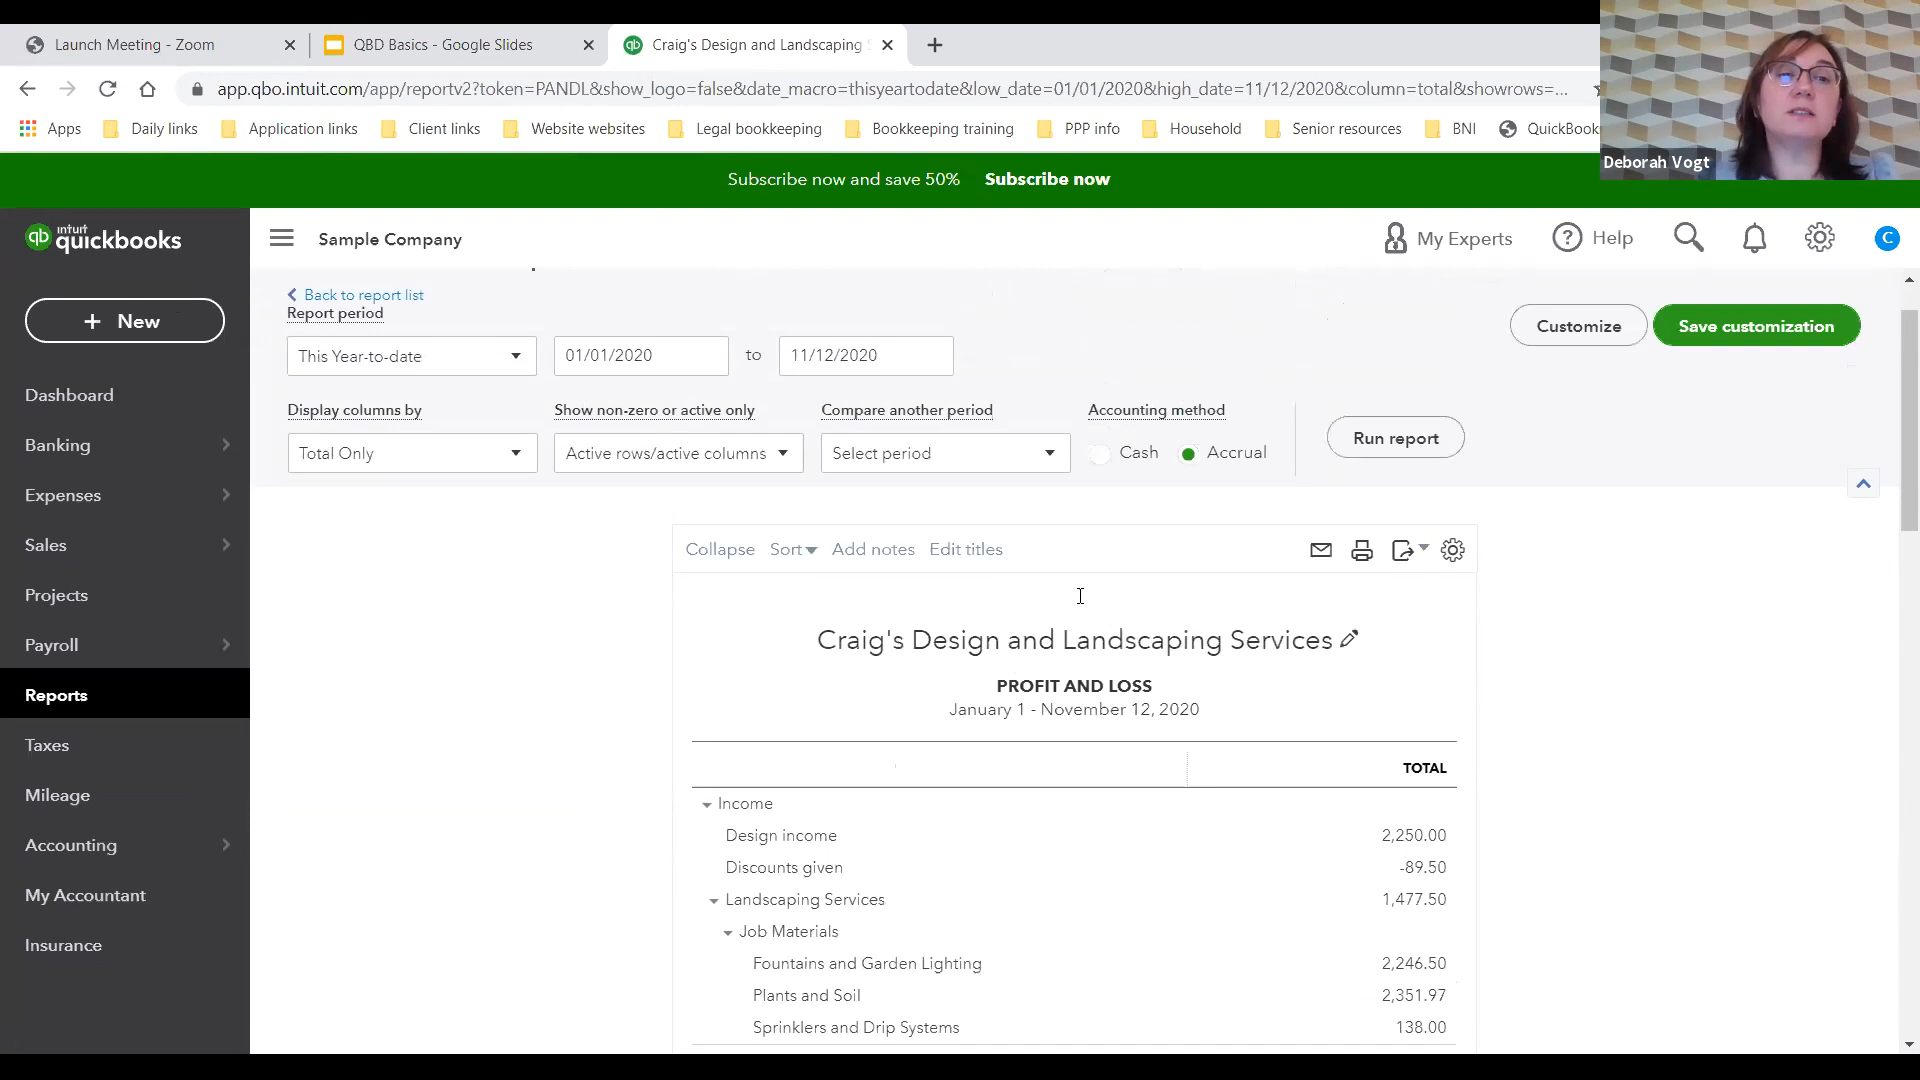 Launch Meeting - Zoom
QBD Basics - Google Slides
Craig's Design and Landscaping
app.qbo.intuit.com/app/reportv2?token=PANDL&show_logo=false&date_macro=thisyeartodate&low_date=01/01/2020&high_date=11/12/2020&column=total&showrows=...
Apps
Daily links
Application links
Client links
Website websites
Legal bookkeeping
Bookkeeping training
PPP info
Household
Senior resources
BNI
QuickBook
Deborah Vogt
Subscribe now and save 50% Subscribe now
qb intuit quickbooks
Sample Company
My Experts
Help
C
+ New
Dashboard
Banking
Expenses
Sales
Projects
Payroll
Reports
Taxes
Mileage
Accounting
My Accountant
Insurance
Back to report list
Report period
This Year-to-date
01/01/2020 to 11/12/2020
Customize
Save customization
Display columns by
Show non-zero or active only
Compare another period
Accounting method
Total Only
Active rows/active columns
Select period
Cash
Accrual
Run report
Collapse Sort Add notes Edit titles
Craig's Design and Landscaping Services
PROFIT AND LOSS
January 1 - November 12, 2020
TOTAL
Income
Design income 2,250.00
Discounts given -89.50
Landscaping Services 1,477.50
Job Materials
Fountains and Garden Lighting 2,246.50
Plants and Soil 2,351.97
Sprinklers and Drip Systems 138.00